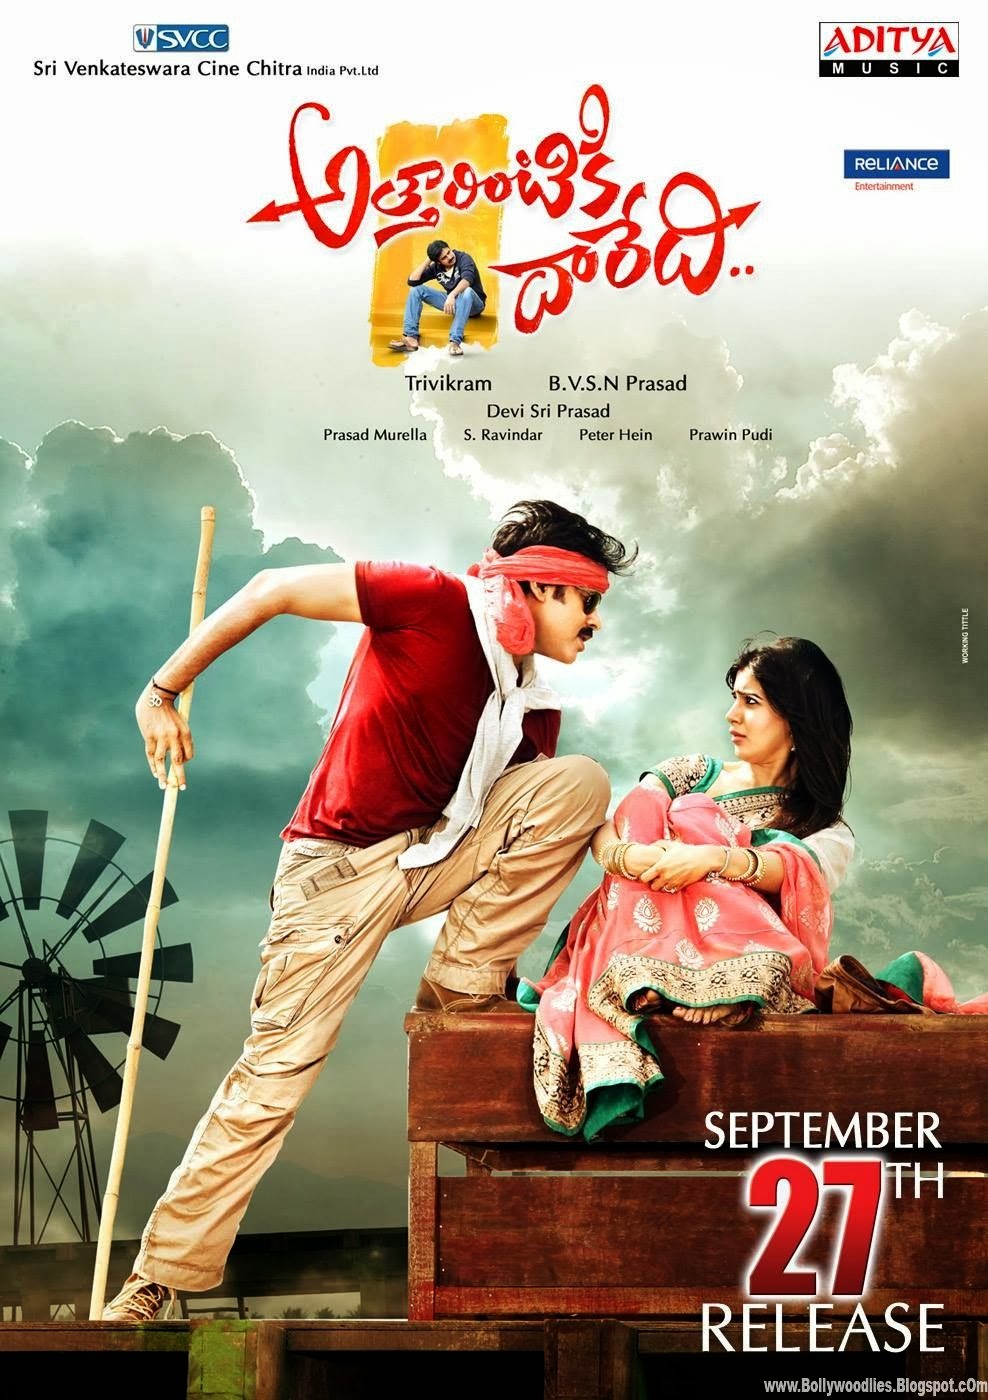 SVCC
Sri Venkateswara Cine Chitra India Pvt.Ltd
ADITYA
MUSIC
RELIANCE
Entertainment
అత్తారింటికి
దారేది..
Trivikram B.V.S.N Prasad
Devi Sri Prasad
Prasad Murella S. Ravindar Peter Hein Prawin Pudi
WORKING TITTLE
SEPTEMBER
27TH
RELEASE
www.Bollywoodlies.Blogspot.cOm